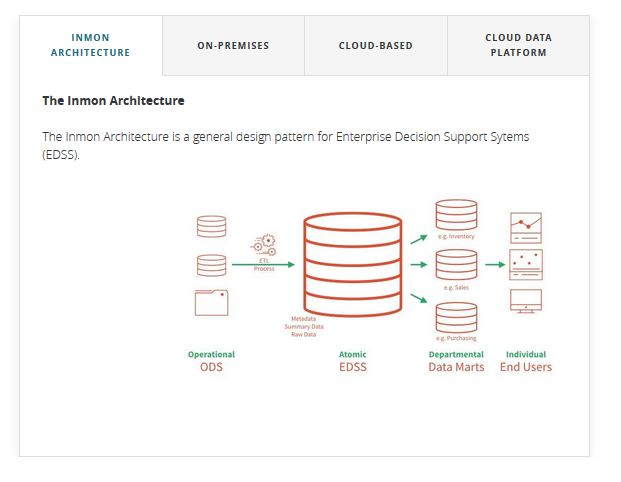 INMON
ARCHITECTURE
ON-PREMISES
CLOUD-BASED
CLOUD DATA
PLATFORM
The Inmon Architecture
The Inmon Architecture is a general design pattern for Enterprise Decision Support Sytems
(EDSS).
ETL
Process
Metadata
Summary Data
Raw Data
e.g. Inventory
e.g. Sales
e.g. Purchasing
Operational
ODS
Atomic
EDSS
Departmental
Data Marts
Individual
End Users